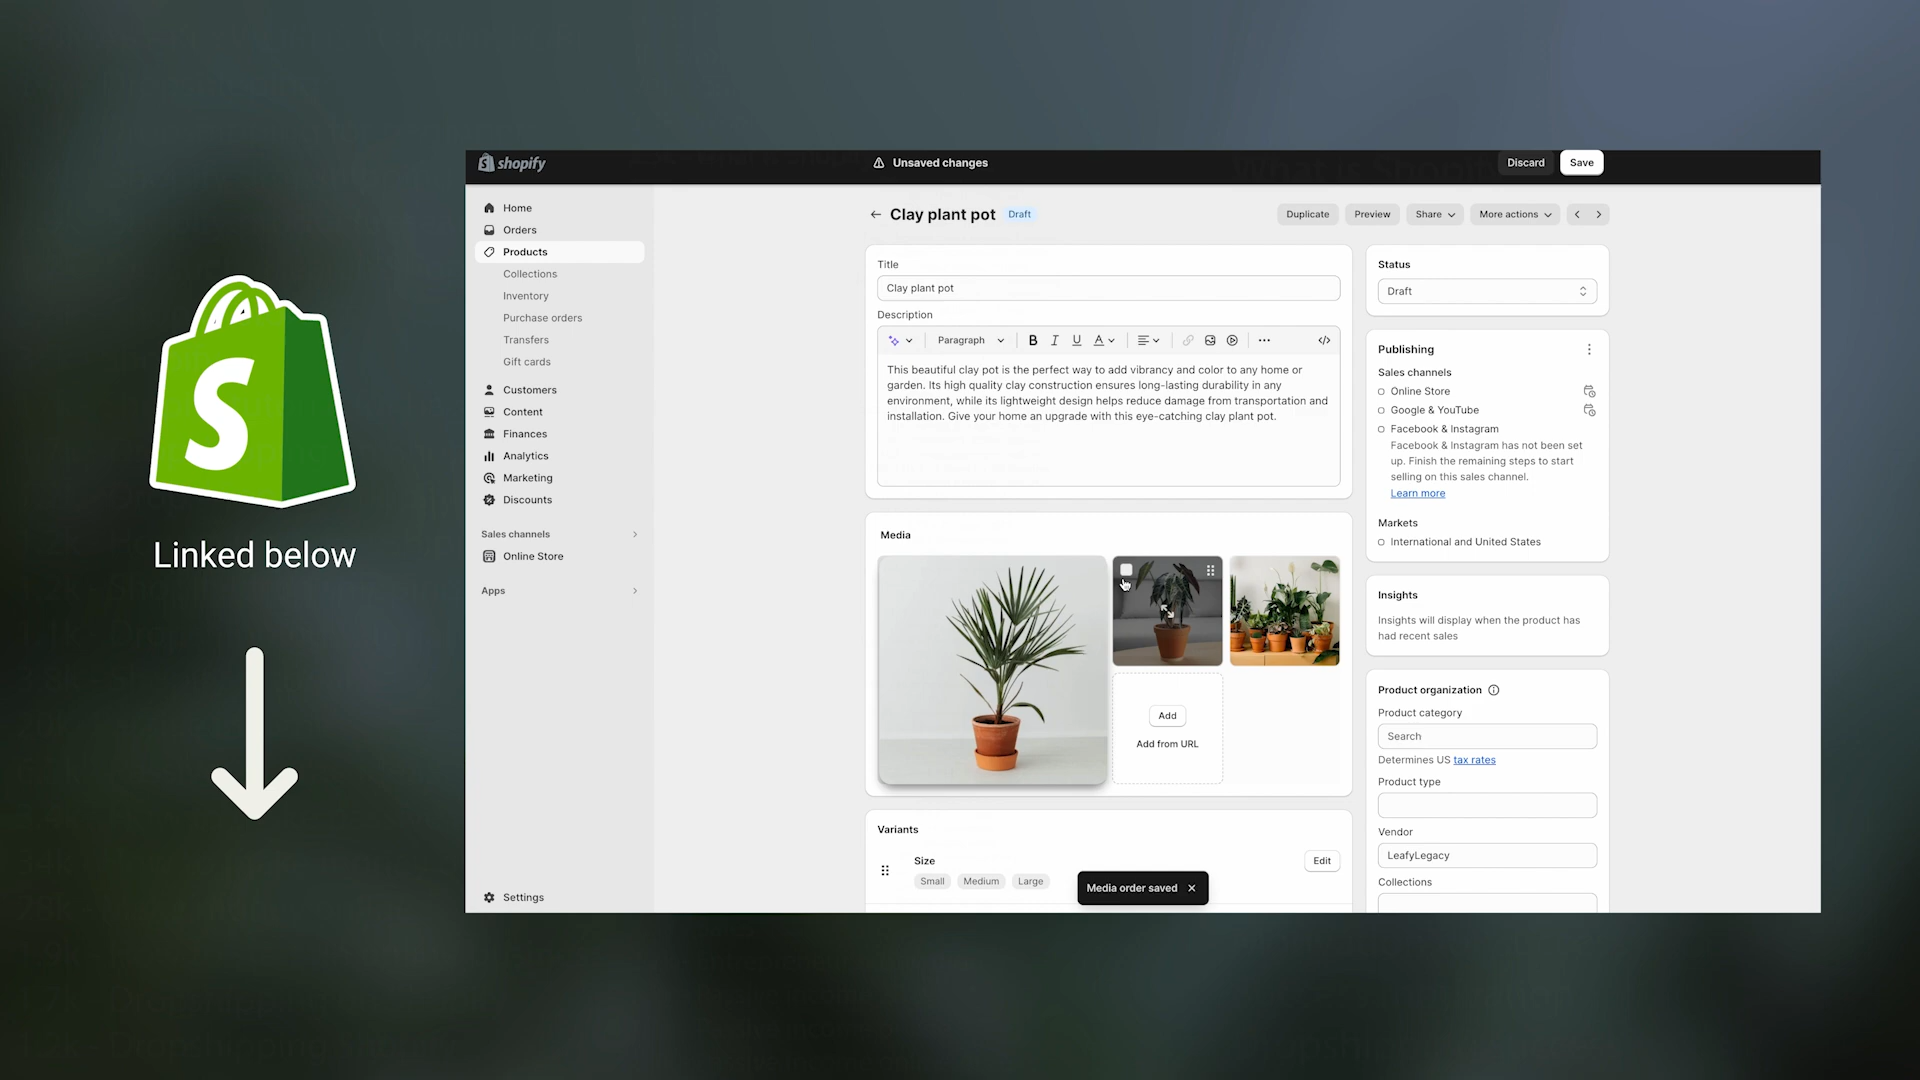 shopify
Unsaved changes
Discard
Save
Home
Orders
Products
Collections
Inventory
Purchase orders
Transfers
Gift cards
Customers
Content
Finances
Analytics
Marketing
Discounts
Sales channels
Online Store
Apps
Settings
S
Linked below
Clay plant pot
Draft
Duplicate
Preview
Share
More actions
Title
Clay plant pot
Description
Paragraph
B I U A
This beautiful clay pot is the perfect way to add vibrancy and color to any home or
garden. Its high quality clay construction ensures long-lasting durability in any
environment, while its lightweight design helps reduce damage from transportation and
installation. Give your home an upgrade with this eye-catching clay plant pot.
Media
Add
Add from URL
Variants
Size
Edit
Small
Medium
Large
Media order saved
Status
Draft
Publishing
Sales channels
Online Store
Google & YouTube
Facebook & Instagram
Facebook & Instagram has not been set
up. Finish the remaining steps to start
selling on this sales channel.
Learn more
Markets
International and United States
Insights
Insights will display when the product has
had recent sales
Product organization
Product category
Search
Determines US tax rates
Product type
Vendor
LeafyLegacy
Collections